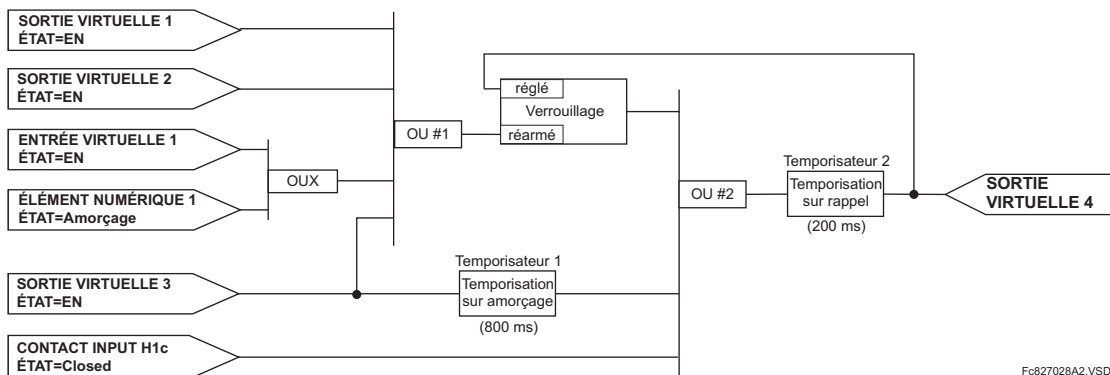 SORTIE VIRTUELLE 1
ÉTAT=EN
SORTIE VIRTUELLE 2
ÉTAT=EN
ENTRÉE VIRTUELLE 1
ÉTAT=EN
ÉLÉMENT NUMÉRIQUE 1
ÉTAT=Amorçage
SORTIE VIRTUELLE 3
ÉTAT=EN
CONTACT INPUT H1c
ÉTAT=Closed
OUX
OU #1
réglé
Verrouillage
réarmé
Temporisateur 1
Temporisation
sur amorçage
(800 ms)
OU #2
Temporisateur 2
Temporisation
sur rappel
(200 ms)
SORTIE
VIRTUELLE 4
Fc827028A2.VSD